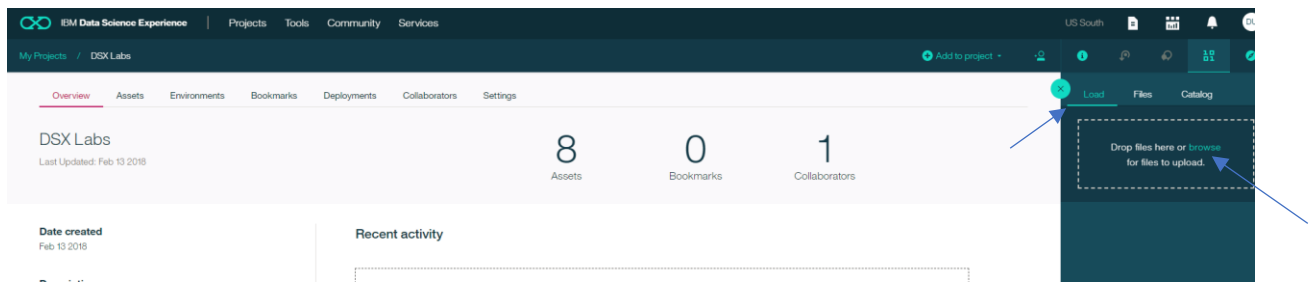 IBM Data Science Experience | Projects Tools Community Services US South DU
My Projects / DSX Labs Add to project
Overview Assets Environments Bookmarks Deployments Collaborators Settings
Load Files Catalog
DSX Labs
Last Updated: Feb 13 2018
8
Assets
0
Bookmarks
1
Collaborators
Drop files here or browse
for files to upload.
Date created
Feb 13 2018
Recent activity